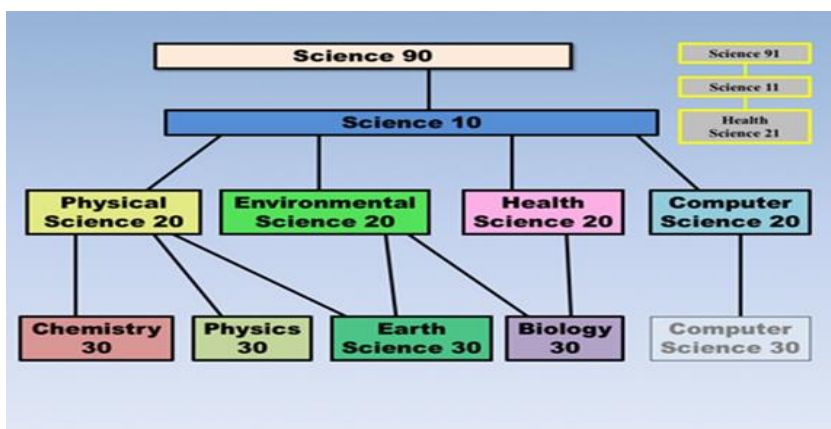 Science 90
Science 91
Science 11
Health
Science 21
Science 10
Physical
Science 20
Environmental
Science 20
Health
Science 20
Computer
Science 20
Chemistry
30
Physics
30
Earth
Science 30
Biology
30
Computer
Science 30